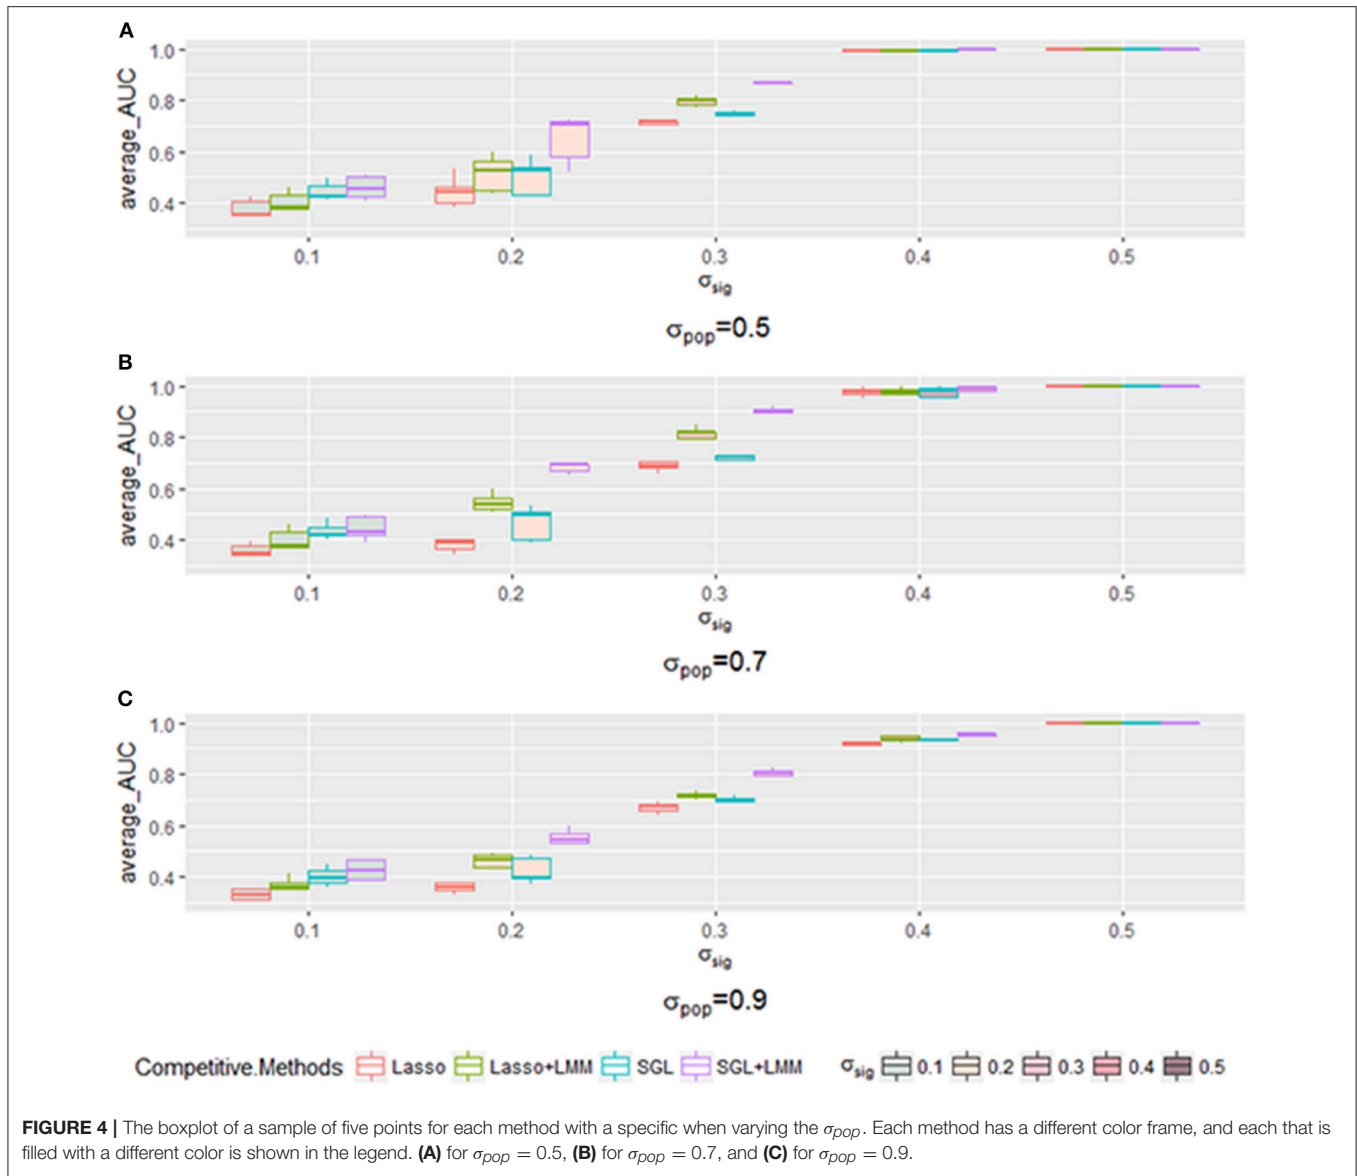 A
1.0
0.8
0.6
0.4
average_AUC
0.1 0.2 0.3 0.4 0.5
σsig
σpop=0.5
B
1.0
0.8
0.6
0.4
average_AUC
0.1 0.2 0.3 0.4 0.5
σsig
σpop=0.7
C
1.0
0.8
0.6
0.4
average_AUC
0.1 0.2 0.3 0.4 0.5
σsig
σpop=0.9
Competitive.Methods Lasso Lasso+LMM SGL SGL+LMM σsig 0.1 0.2 0.3 0.4 0.5
FIGURE 4 | The boxplot of a sample of five points for each method with a specific when varying the σpop. Each method has a different color frame, and each that is
filled with a different color is shown in the legend. (A) for σpop = 0.5, (B) for σpop = 0.7, and (C) for σpop = 0.9.